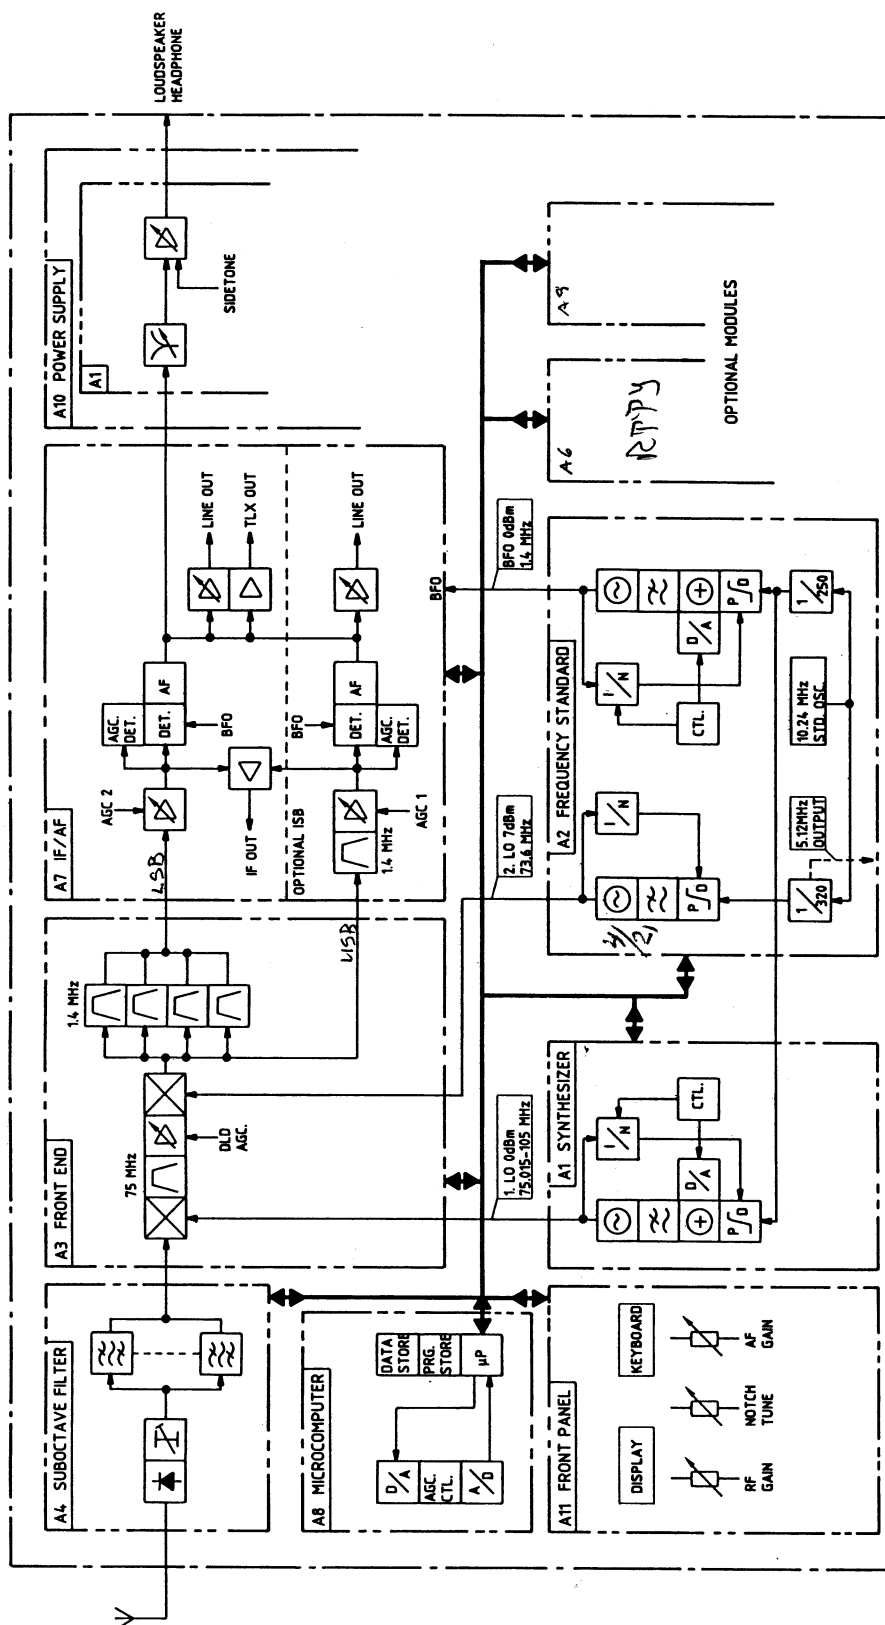 LOUDSPEAKER
HEADPHONE
A4 SUBOCTAVE FILTER
A3 FRONT END
75 MHz
DLD
AGC.
1.4 MHz
LSB
USB
A7 IF/AF
AGC 2
AGC.
DET.
DET.
AF
BFO
IF OUT
LINE OUT
TLX OUT
OPTIONAL ISB
1.4 MHz
AGC 1
BFO
DET.
AF
AGC
DET.
LINE OUT
BFO
A10 POWER SUPPLY
A1
SIDETONE
A8 MICROCOMPUTER
D/A
AGC.
CTL.
A/D
DATA
STORE
PRG.
STORE
µP
1. LO 0dBm
75.015-105 MHz
2. LO 7dBm
73.6 MHz
BFO 0dBm
1.4 MHz
A11 FRONT PANEL
DISPLAY
KEYBOARD
RF
GAIN
NOTCH
TUNE
AF
GAIN
A1 SYNTHESIZER
1/N
D/A
CTL.
P D
A2 FREQUENCY STANDARD
1/N
P D
1/320
5.12MHz
OUTPUT
10.24 MHz
STD. OSC.
1/N
CTL.
D/A
P D
1/250
A6
A9
OPTIONAL MODULES